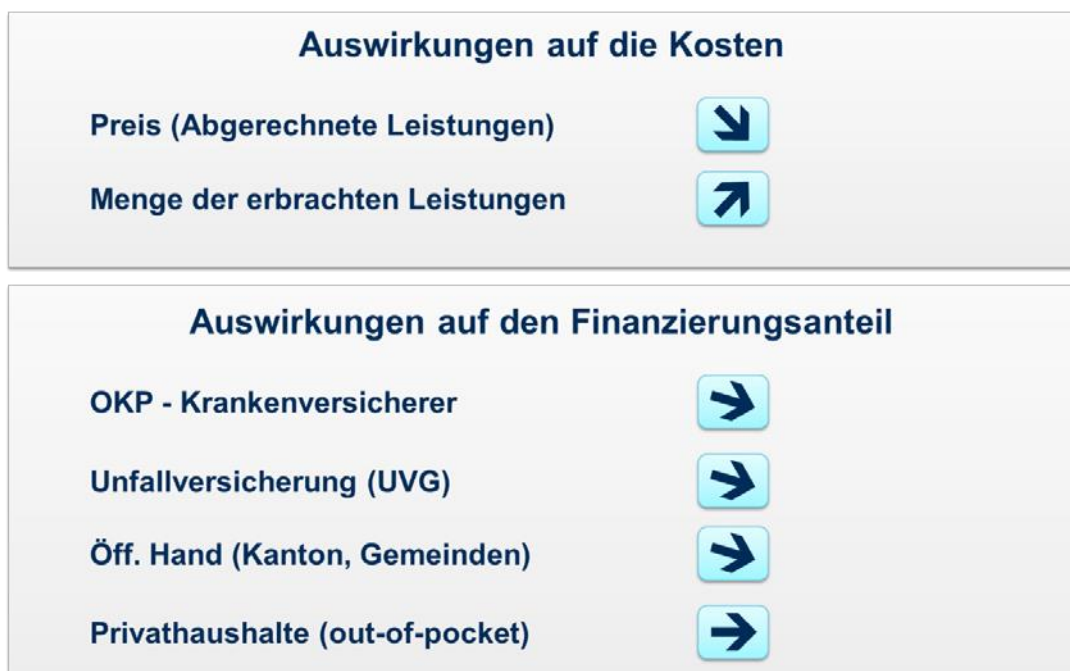 Auswirkungen auf die Kosten
Preis (Abgerechnete Leistungen)
Menge der erbrachten Leistungen
Auswirkungen auf den Finanzierungsanteil
OKP - Krankenversicherer
Unfallversicherung (UVG)
Öff. Hand (Kanton, Gemeinden)
Privathaushalte (out-of-pocket)